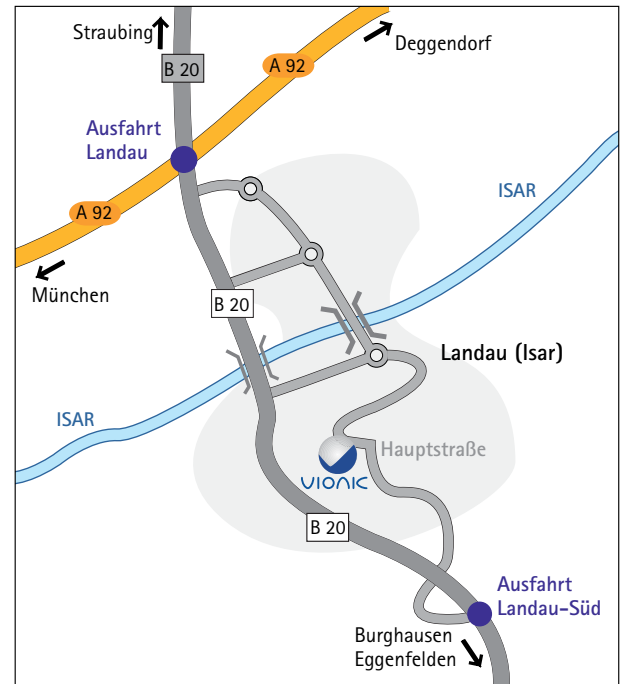 Straubing
Deggendorf
B 20
A 92
Ausfahrt
Landau
ISAR
A 92
München
B 20
Landau (Isar)
ISAR
Hauptstraße
VIONIC
B 20
Ausfahrt
Landau-Süd
Burghausen
Eggenfelden